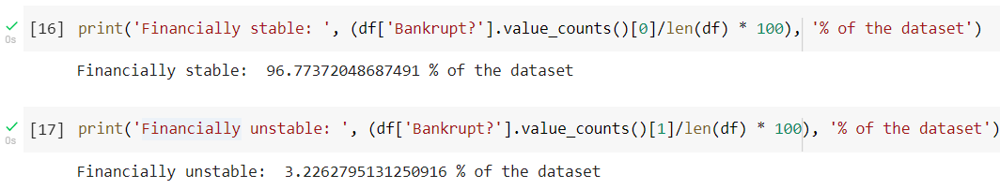 [16] print('Financially stable: ', (df['Bankrupt?'].value_counts()[0]/len(df) * 100), '% of the dataset')
0s
Financially stable:  96.77372048687491 % of the dataset
[17] print('Financially unstable: ', (df['Bankrupt?'].value_counts()[1]/len(df) * 100), '% of the dataset')
0s
Financially unstable:  3.2262795131250916 % of the dataset